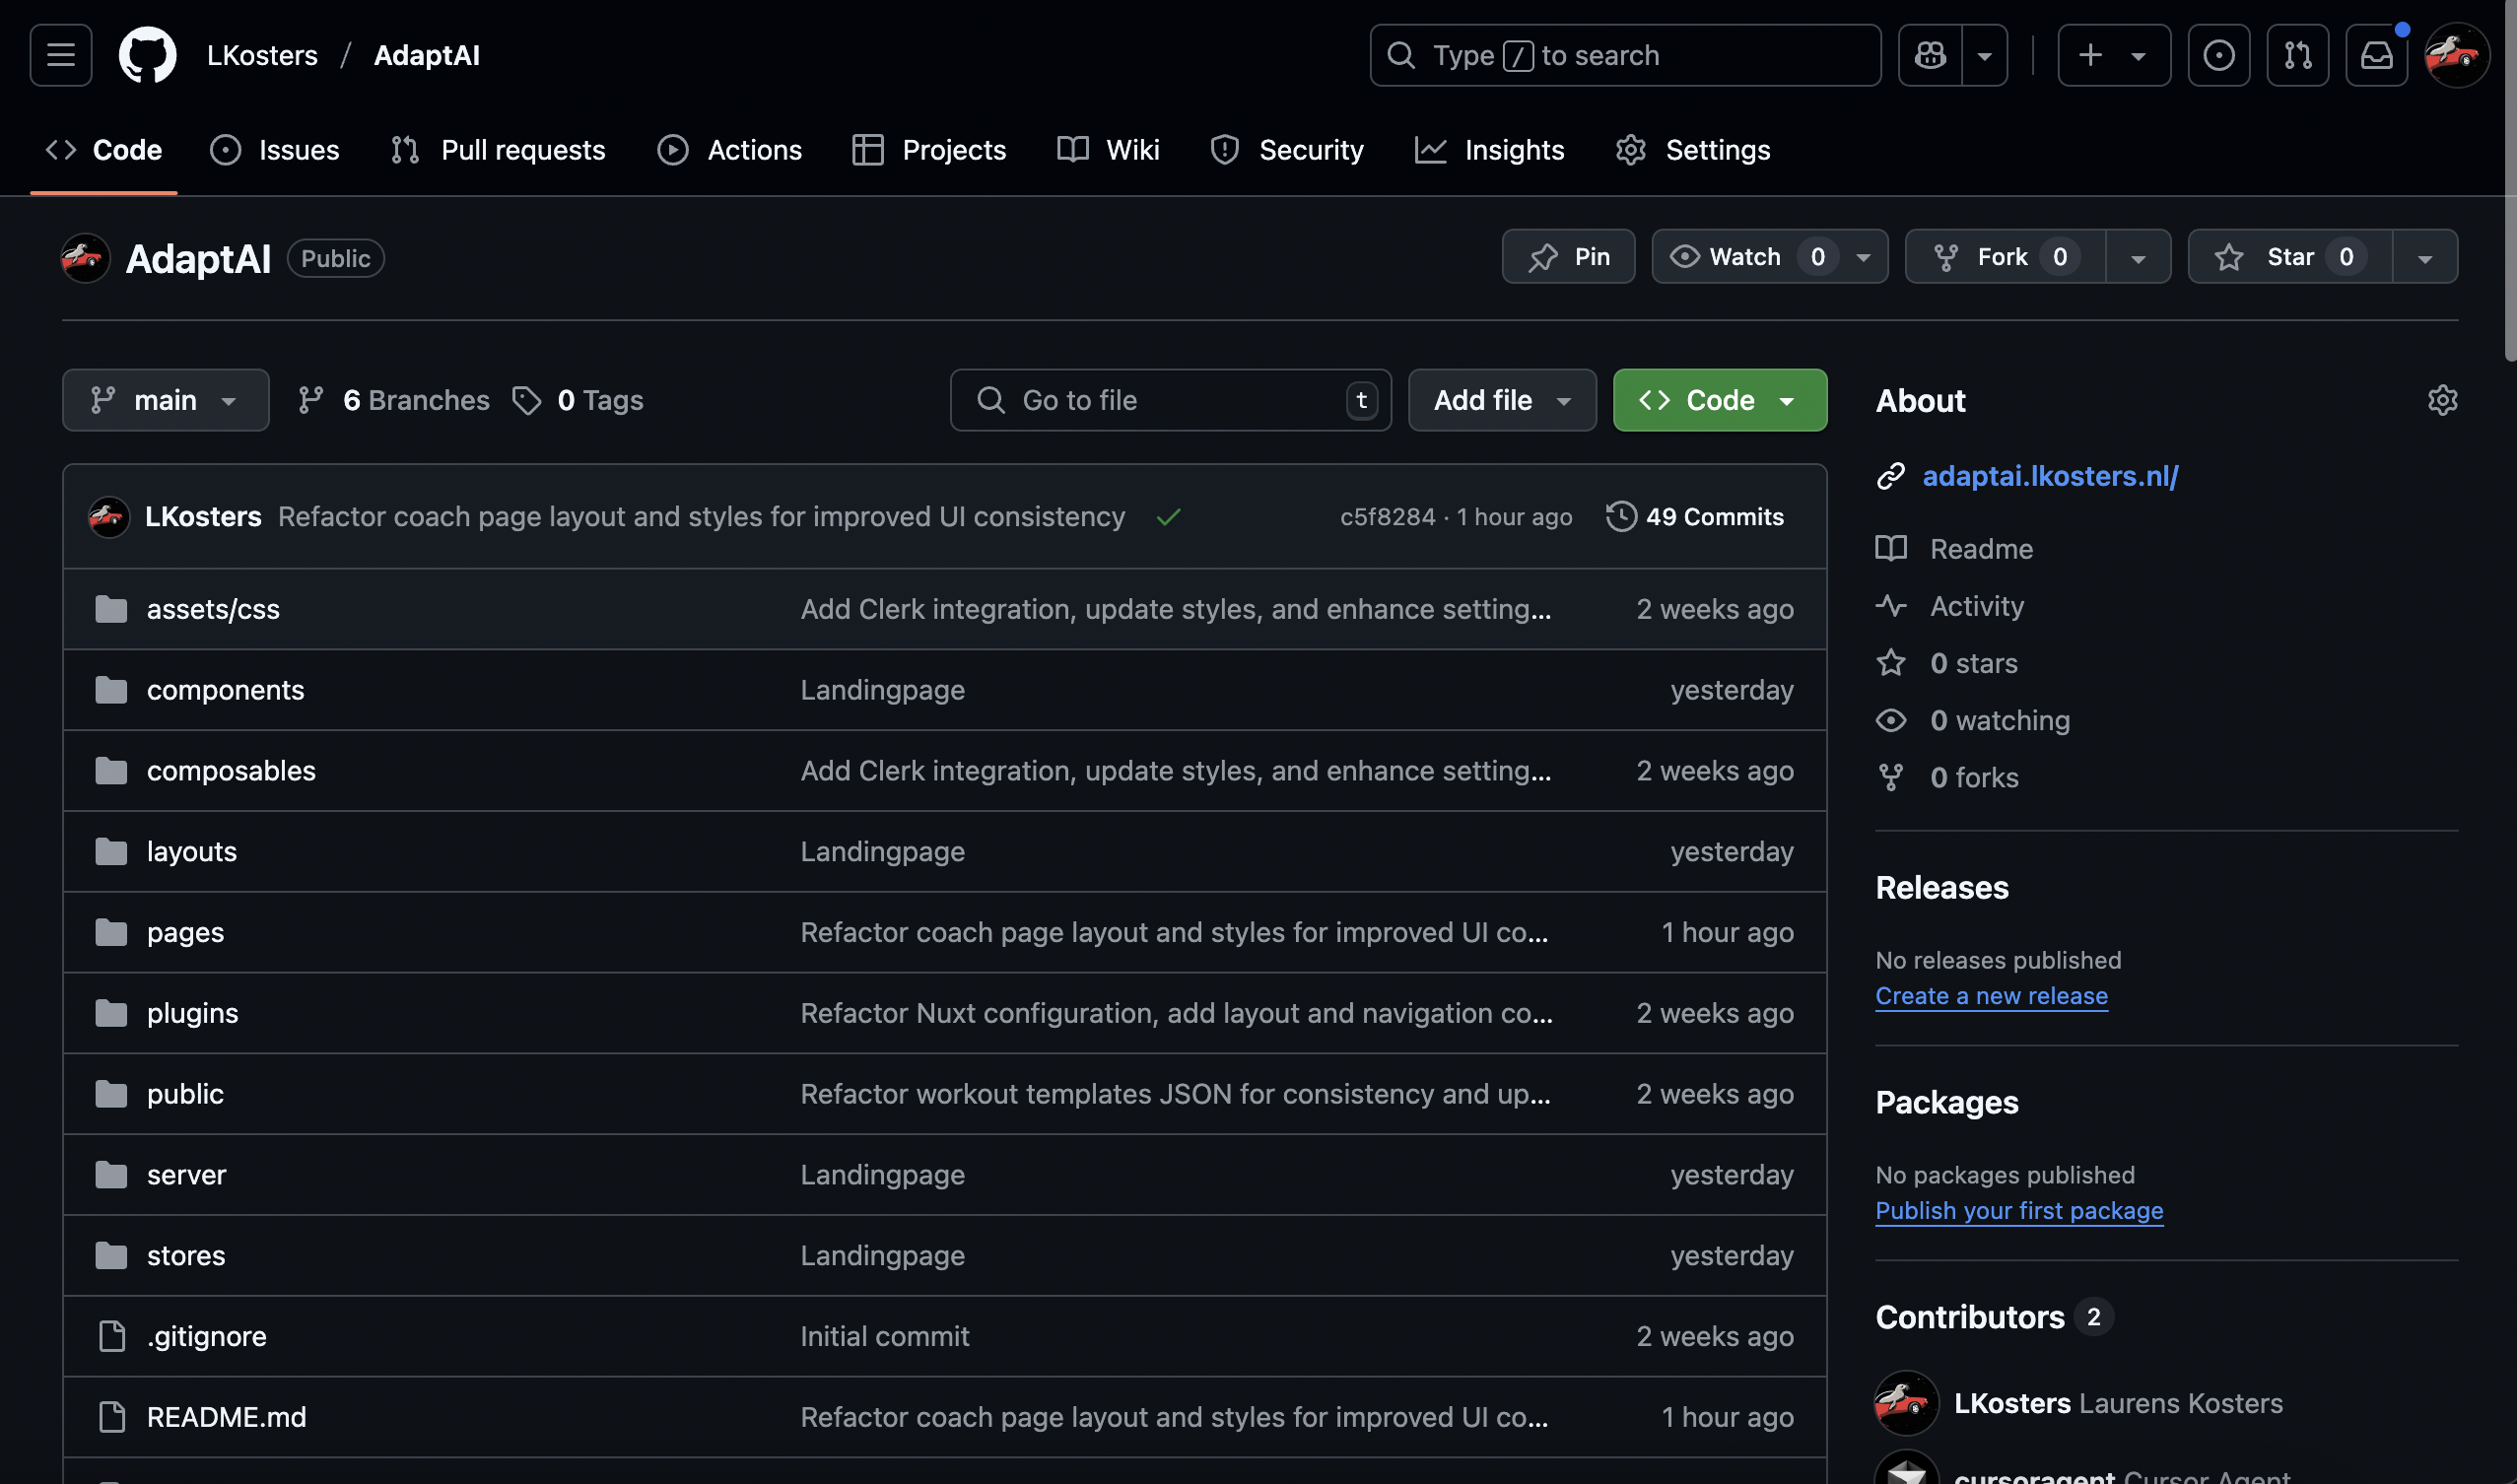 LKosters / AdaptAI
Type / to search
Code Issues Pull requests Actions Projects Wiki Security Insights Settings
AdaptAI Public
Pin Watch 0 Fork 0 Star 0
main 6 Branches 0 Tags
Go to file t Add file Code
LKosters Refactor coach page layout and styles for improved UI consistency c5f8284 · 1 hour ago 49 Commits
assets/css Add Clerk integration, update styles, and enhance setting... 2 weeks ago
components Landingpage yesterday
composables Add Clerk integration, update styles, and enhance setting... 2 weeks ago
layouts Landingpage yesterday
pages Refactor coach page layout and styles for improved UI co... 1 hour ago
plugins Refactor Nuxt configuration, add layout and navigation co... 2 weeks ago
public Refactor workout templates JSON for consistency and up... 2 weeks ago
server Landingpage yesterday
stores Landingpage yesterday
.gitignore Initial commit 2 weeks ago
README.md Refactor coach page layout and styles for improved UI co... 1 hour ago
About
adaptai.lkosters.nl/
Readme
Activity
0 stars
0 watching
0 forks
Releases
No releases published
Create a new release
Packages
No packages published
Publish your first package
Contributors 2
LKosters Laurens Kosters
cursoragent Cursor Agent